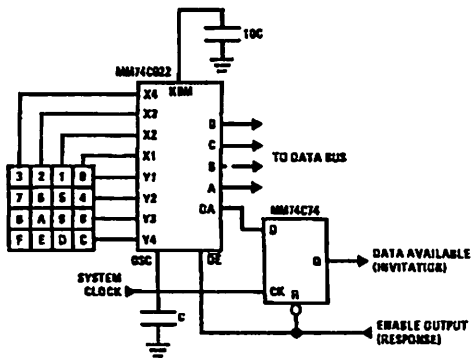 10C
MM74C922
KBM
X4
X3
X2
X1
Y1
Y2
Y3
Y4
3 2 1 0
7 6 5 4
B A 9 8
F E D C
D
C
B
A
DA
TO DATA BUS
MM74C74
D
Q
CK
R
DATA AVAILABLE
(INVITATION)
OSC
OE
SYSTEM
CLOCK
C
ENABLE OUTPUT
(RESPONSE)